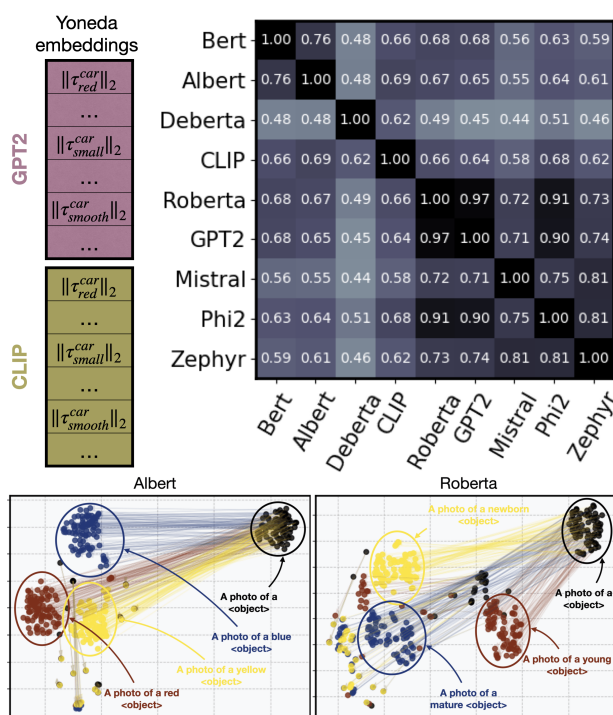 Yoneda
embeddings
GPT2
||τ^{car}_{red}||₂
...
||τ^{car}_{small}||₂
...
||τ^{car}_{smooth}||₂
...
CLIP
||τ^{car}_{red}||₂
...
||τ^{car}_{small}||₂
...
||τ^{car}_{smooth}||₂
...
Bert 1.00 0.76 0.48 0.66 0.68 0.68 0.56 0.63 0.59
Albert 0.76 1.00 0.48 0.69 0.67 0.65 0.55 0.64 0.61
Deberta 0.48 0.48 1.00 0.62 0.49 0.45 0.44 0.51 0.46
CLIP 0.66 0.69 0.62 1.00 0.66 0.64 0.58 0.68 0.62
Roberta 0.68 0.67 0.49 0.66 1.00 0.97 0.72 0.91 0.73
GPT2 0.68 0.65 0.45 0.64 0.97 1.00 0.71 0.90 0.74
Mistral 0.56 0.55 0.44 0.58 0.72 0.71 1.00 0.75 0.81
Phi2 0.63 0.64 0.51 0.68 0.91 0.90 0.75 1.00 0.81
Zephyr 0.59 0.61 0.46 0.62 0.73 0.74 0.81 0.81 1.00
Bert Albert Deberta CLIP Roberta GPT2 Mistral Phi2 Zephyr
Albert
A photo of a
<object>
A photo of a blue
<object>
A photo of a yellow
<object>
A photo of a red
<object>
Roberta
A photo of a newborn
<object>
A photo of a
<object>
A photo of a young
<object>
A photo of a
mature <object>